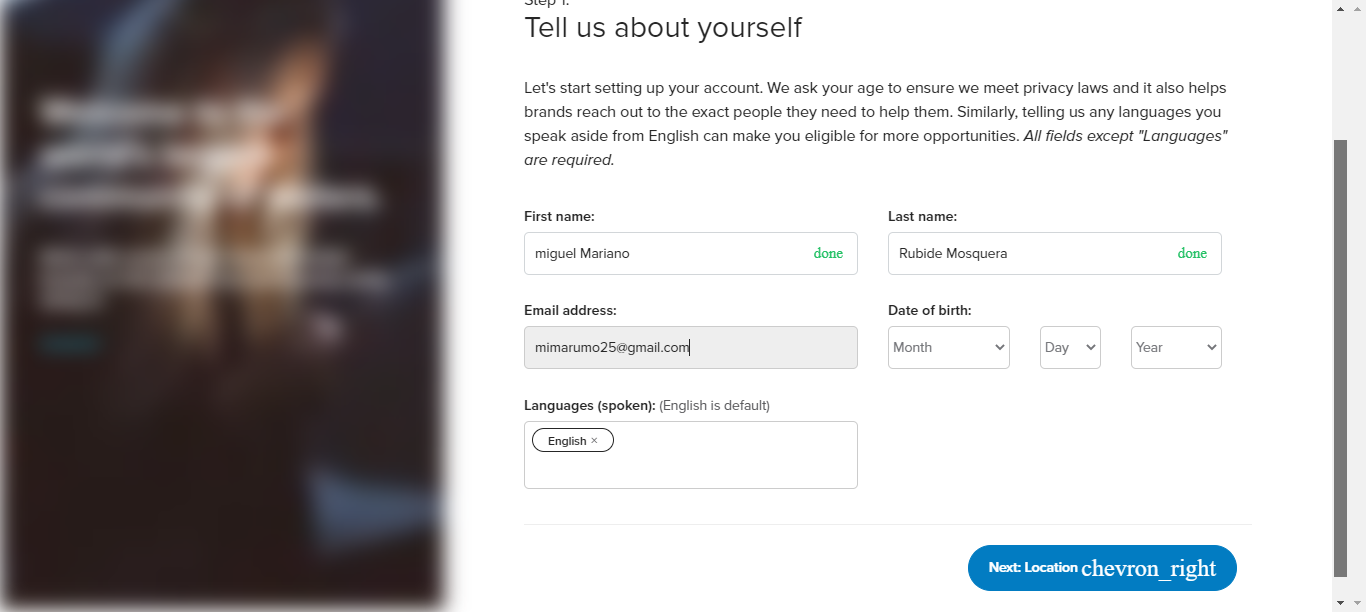 Step 1:
Tell us about yourself
Let's start setting up your account. We ask your age to ensure we meet privacy laws and it also helps
brands reach out to the exact people they need to help them. Similarly, telling us any languages you
speak aside from English can make you eligible for more opportunities. All fields except "Languages"
are required.
First name:
Last name:
miguel Mariano done
Rubide Mosquera done
Email address:
Date of birth:
mimarumo25@gmail.com
Month
Day
Year
Languages (spoken): (English is default)
English ×
Next: Location chevron_right